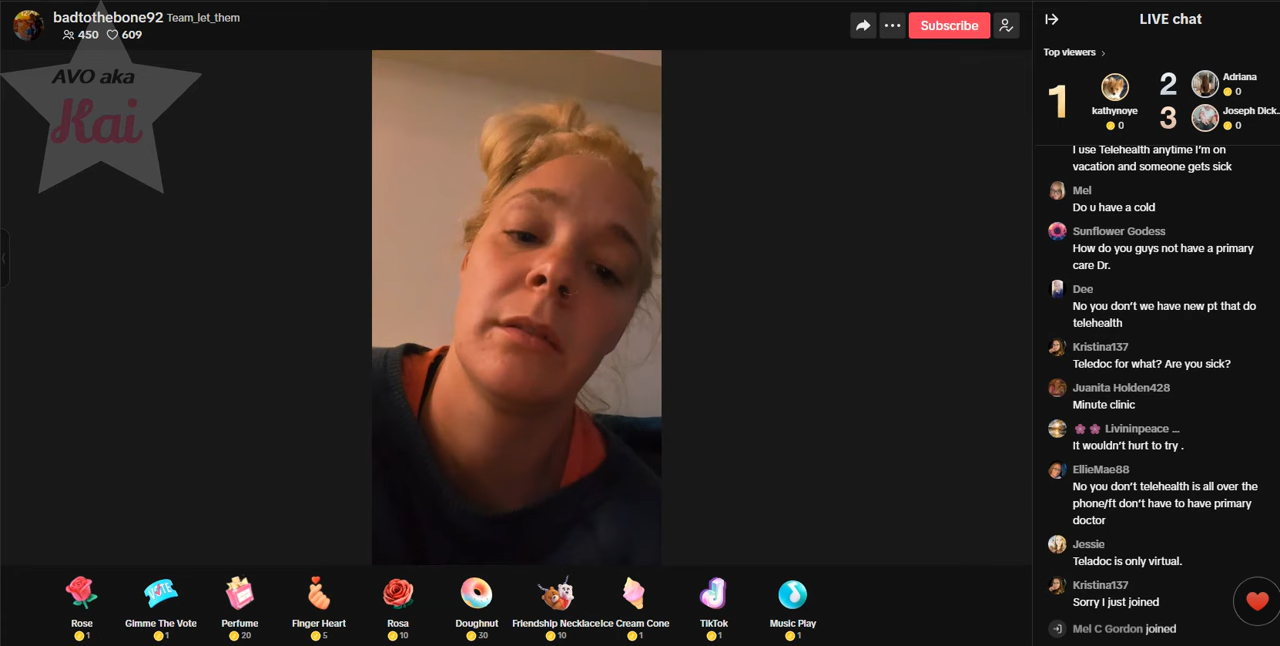 badtothebone92 Team_let_them
450 609
Subscribe
AVO aka
Kai
LIVE chat
Top viewers
1
kathynoye
0
2
Adriana
0
3
Joseph Dick..
0
I use Telehealth anytime I'm on
vacation and someone gets sick
Mel
Do u have a cold
Sunflower Godess
How do you guys not have a primary
care Dr.
Dee
No you don't we have new pt that do
telehealth
Kristina137
Teledoc for what? Are you sick?
Juanita Holden428
Minute clinic
Livininpeace ...
It wouldn't hurt to try .
EllieMae88
No you don't telehealth is all over the
phone/ft don't have to have primary
doctor
Jessie
Teladoc is only virtual.
Kristina137
Sorry I just joined
Mel C Gordon joined
Rose
1
VOTE
Gimme The Vote
1
Perfume
20
Finger Heart
5
Rosa
10
Doughnut
30
Friendship Necklace
10
Ice Cream Cone
1
TikTok
1
Music Play
1